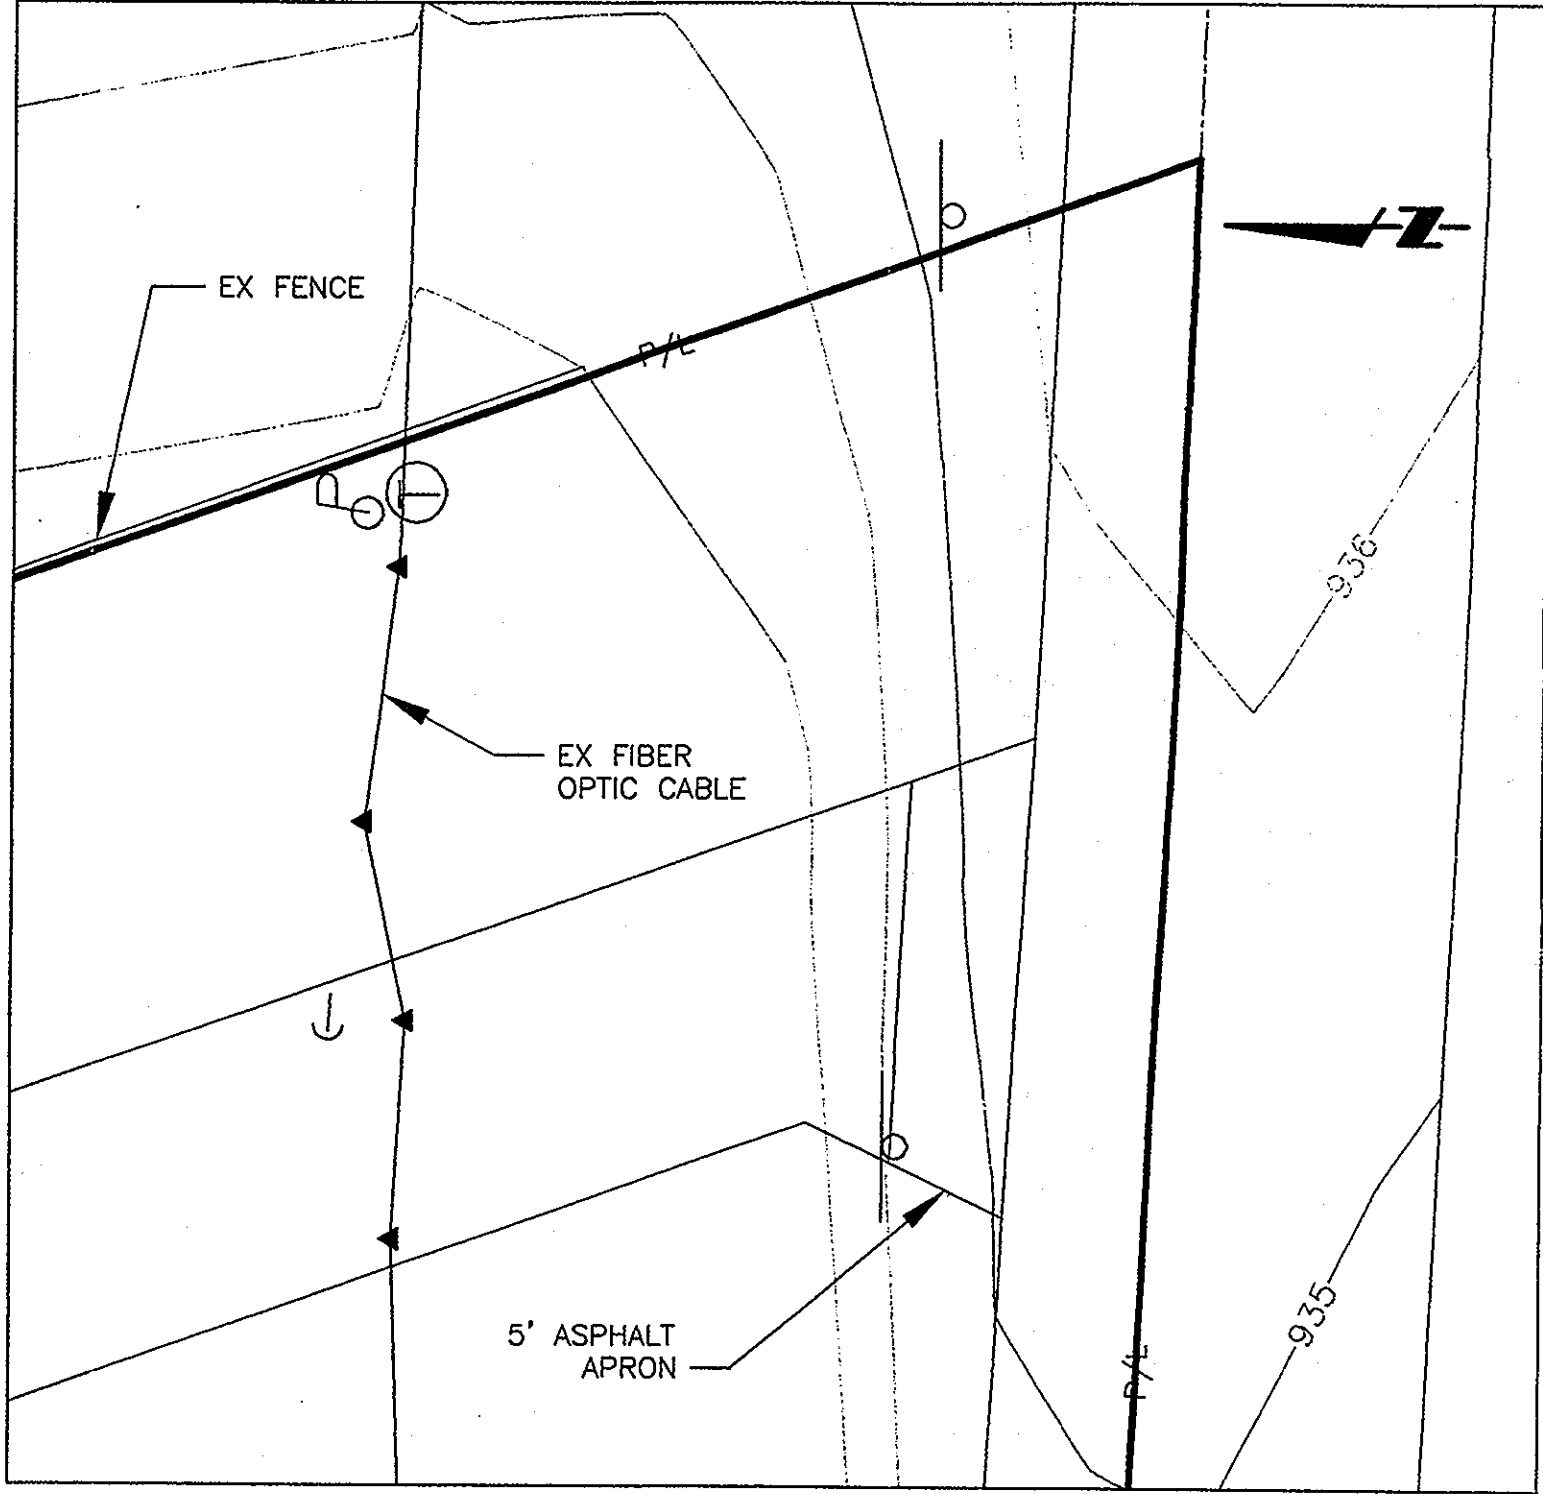 EX FENCE
P/L
N
936
EX FIBER
OPTIC CABLE
5' ASPHALT
APRON
935
P/L